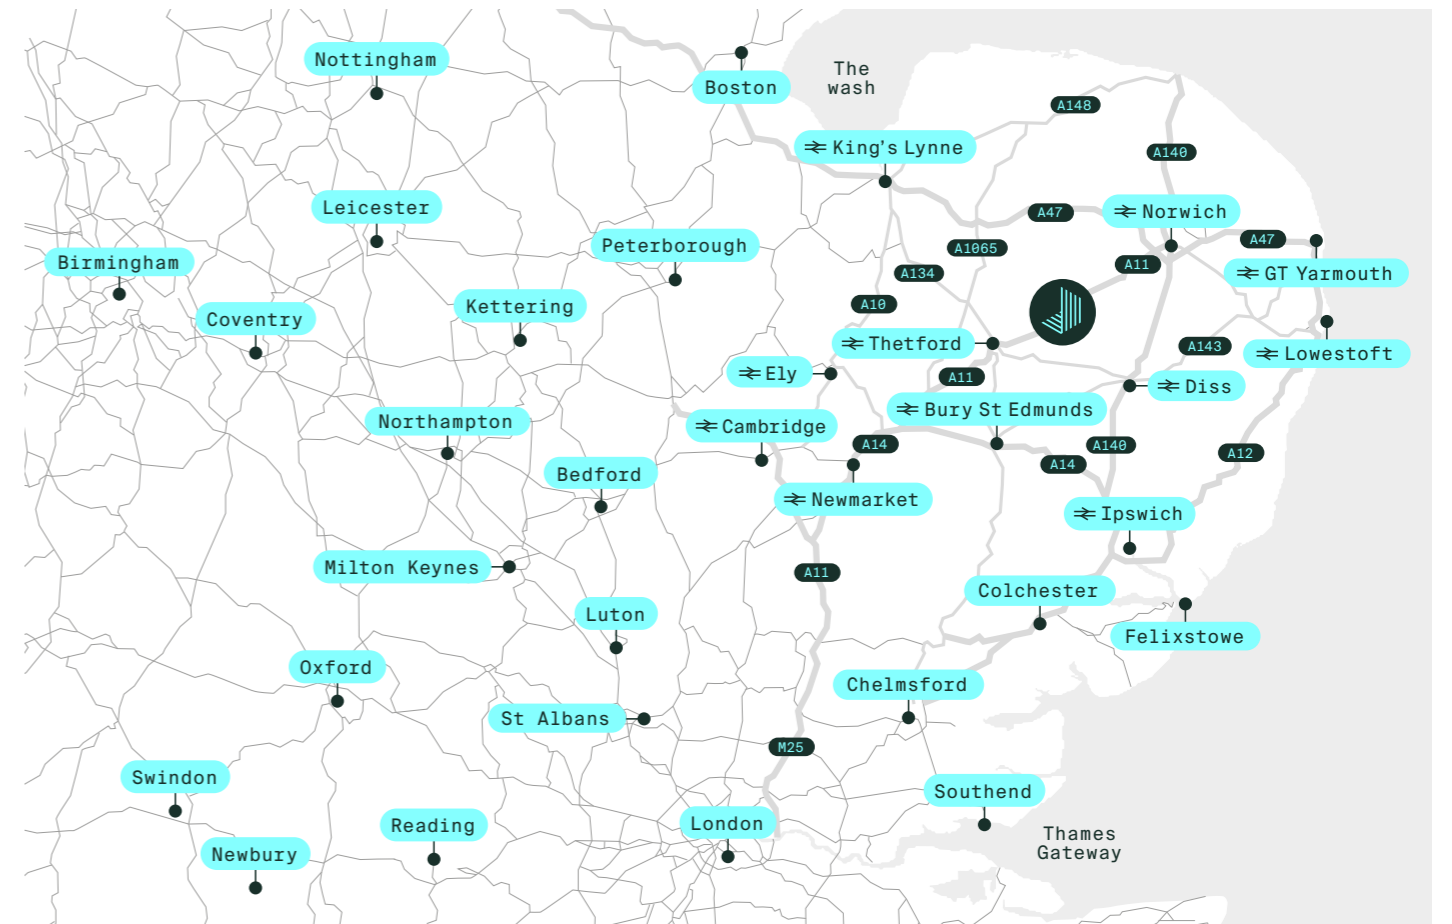 Nottingham
Boston
The
wash
A148
King's Lynne
A140
Leicester
A47
Norwich
Birmingham
Peterborough
A1065
A47
A134
A11
GT Yarmouth
Coventry
Kettering
A10
Thetford
A143
Lowestoft
Ely
A11
Diss
Northampton
Cambridge
Bury St Edmunds
A14
A140
A12
A14
Bedford
Newmarket
Ipswich
Milton Keynes
A11
Colchester
Luton
Felixstowe
Oxford
Chelmsford
St Albans
M25
Swindon
Southend
Reading
London
Thames
Gateway
Newbury